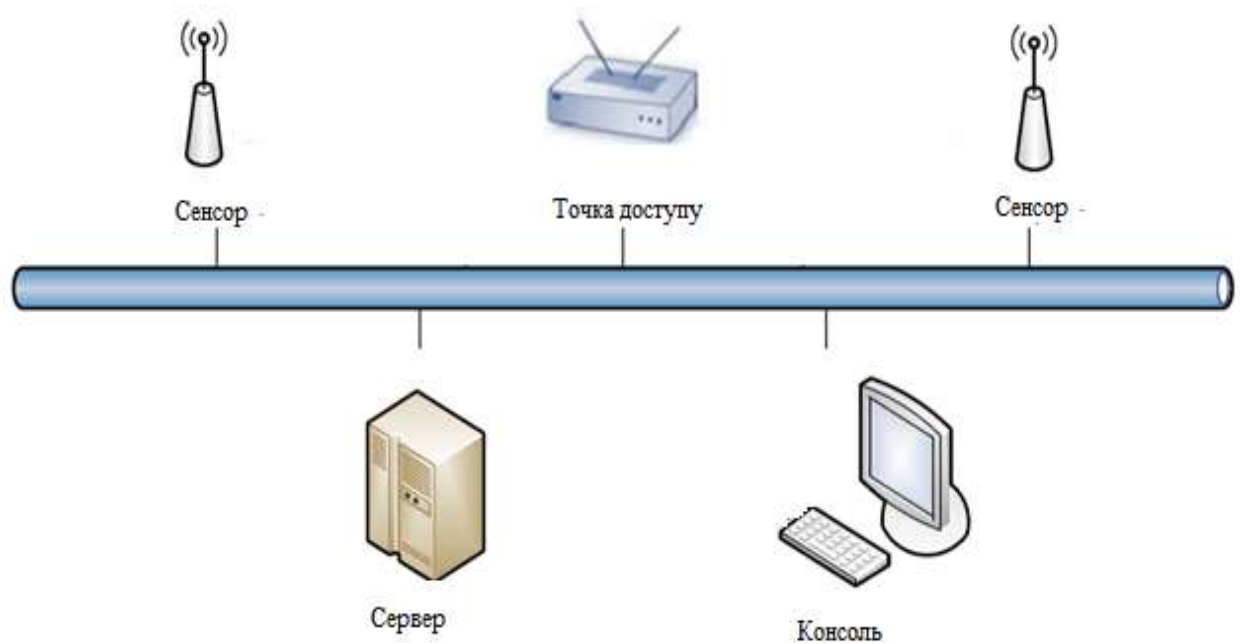 Сенсор
Точка доступу
Сенсор
Сервер
Консоль